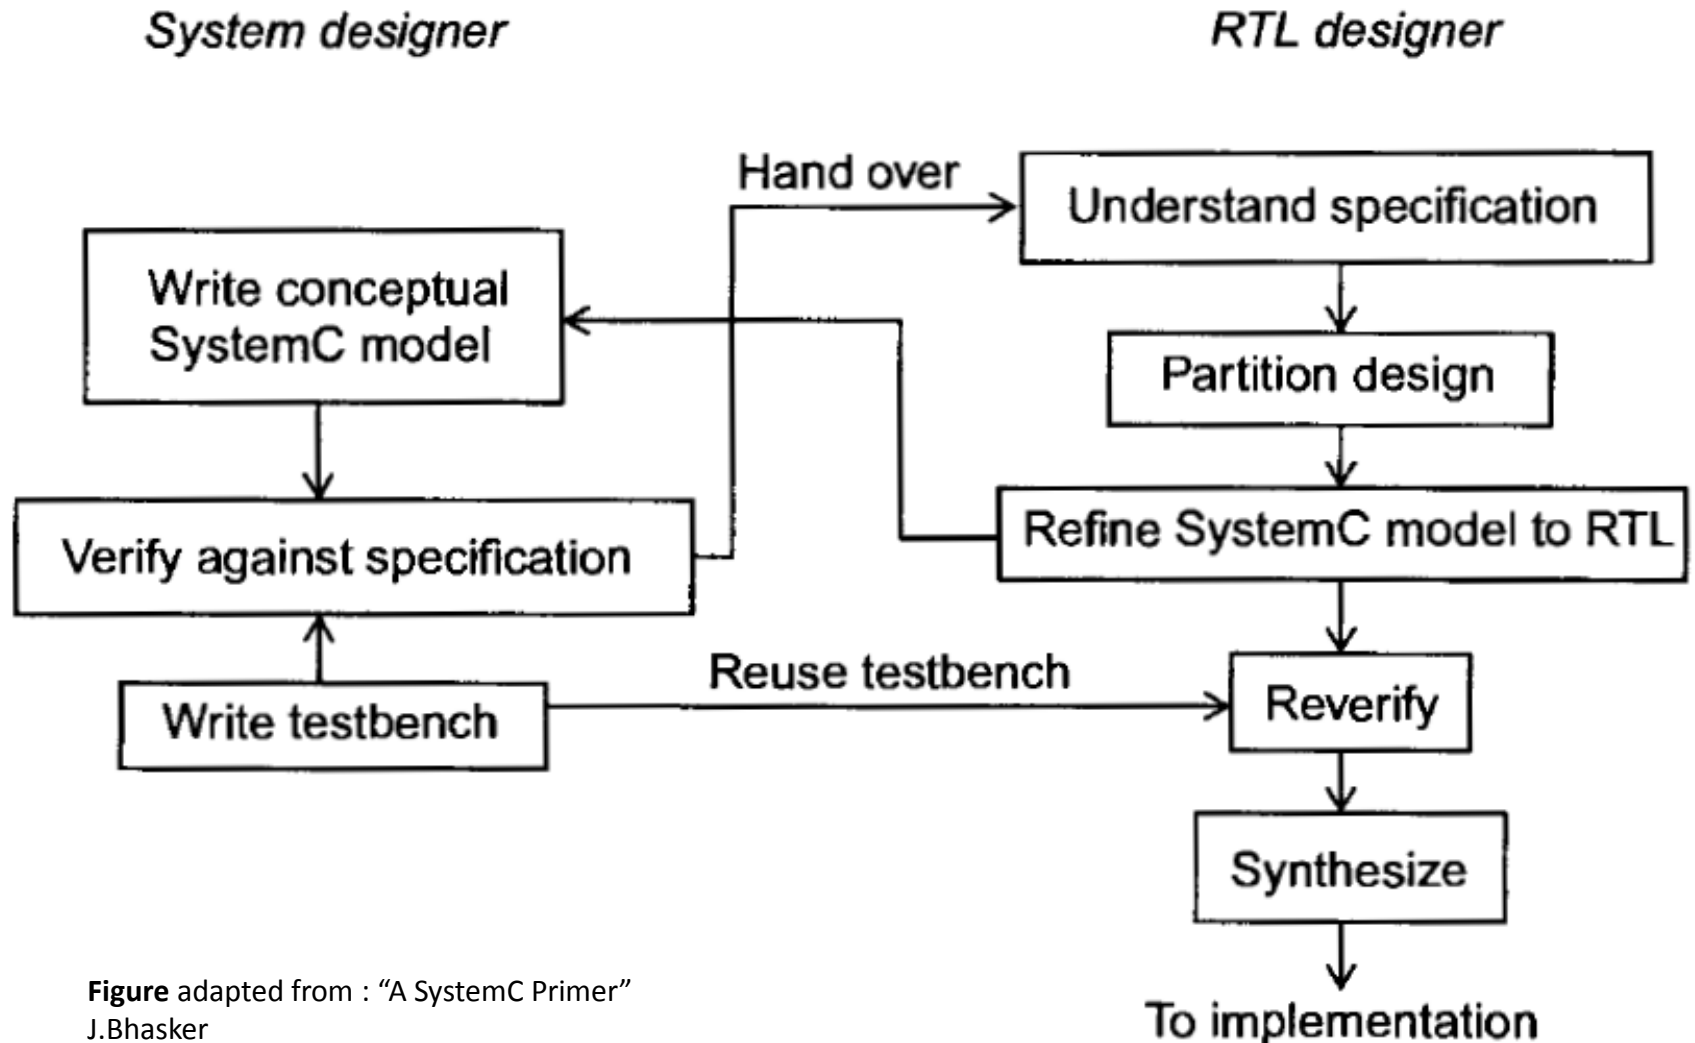 System designer
RTL designer
Hand over
Understand specification
Write conceptual
SystemC model
Partition design
Verify against specification
Refine SystemC model to RTL
Reuse testbench
Write testbench
Reverify
Synthesize
To implementation
Figure adapted from : “A SystemC Primer”
J.Bhasker